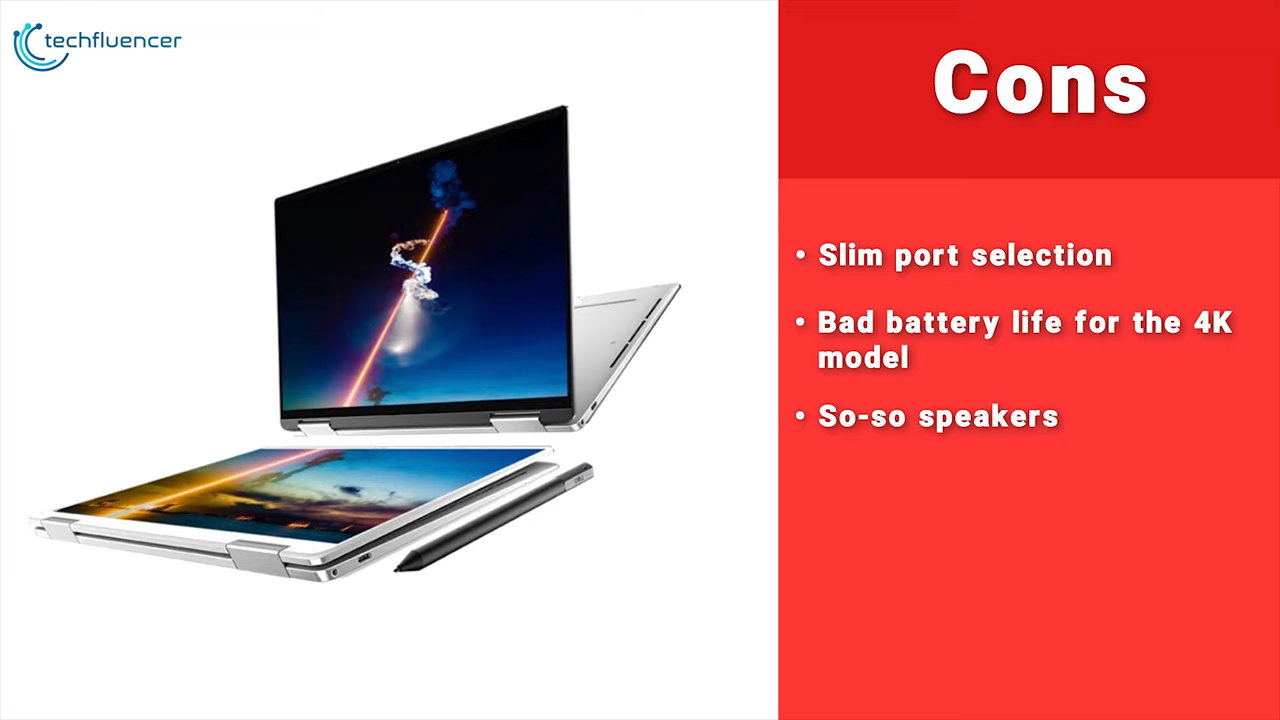 techfluencer
Cons
• Slim port selection
• Bad battery life for the 4K
model
• So-so speakers